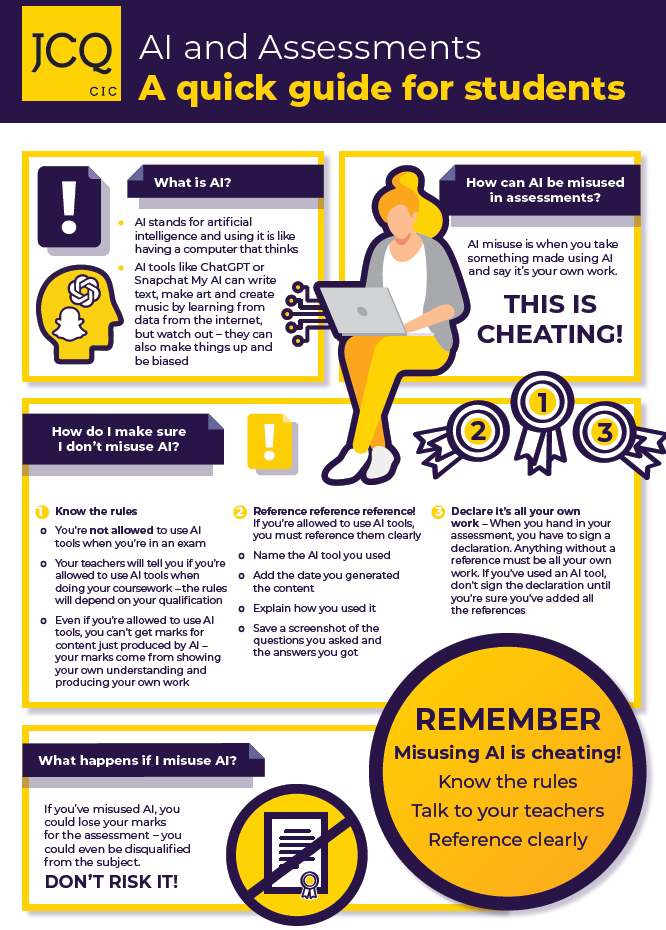 JCQ
CIC
AI and Assessments
A quick guide for students
What is AI?
AI stands for artificial
intelligence and using it is like
having a computer that thinks
AI tools like ChatGPT or
Snapchat My AI can write
text, make art and create
music by learning from
data from the internet,
but watch out – they can
also make things up and
be biased
How can AI be misused
in assessments?
AI misuse is when you take
something made using AI
and say it's your own work.
THIS IS
CHEATING!
How do I make sure
I don't misuse AI?
2
1
3
1 Know the rules
You're not allowed to use AI
tools when you're in an exam
Your teachers will tell you if you're
allowed to use AI tools when
doing your coursework – the rules
will depend on your qualification
Even if you're allowed to use AI
tools, you can't get marks for
content just produced by AI –
your marks come from showing
your own understanding and
producing your own work
2 Reference reference reference!
If you're allowed to use AI tools,
you must reference them clearly
Name the AI tool you used
Add the date you generated
the content
Explain how you used it
Save a screenshot of the
questions you asked and
the answers you got
3 Declare it's all your own
work – When you hand in your
assessment, you have to sign a
declaration. Anything without a
reference must be all your own
work. If you've used an AI tool,
don't sign the declaration until
you're sure you've added all
the references
What happens if I misuse AI?
If you've misused AI, you
could lose your marks
for the assessment – you
could even be disqualified
from the subject.
DON'T RISK IT!
REMEMBER
Misusing AI is cheating!
Know the rules
Talk to your teachers
Reference clearly